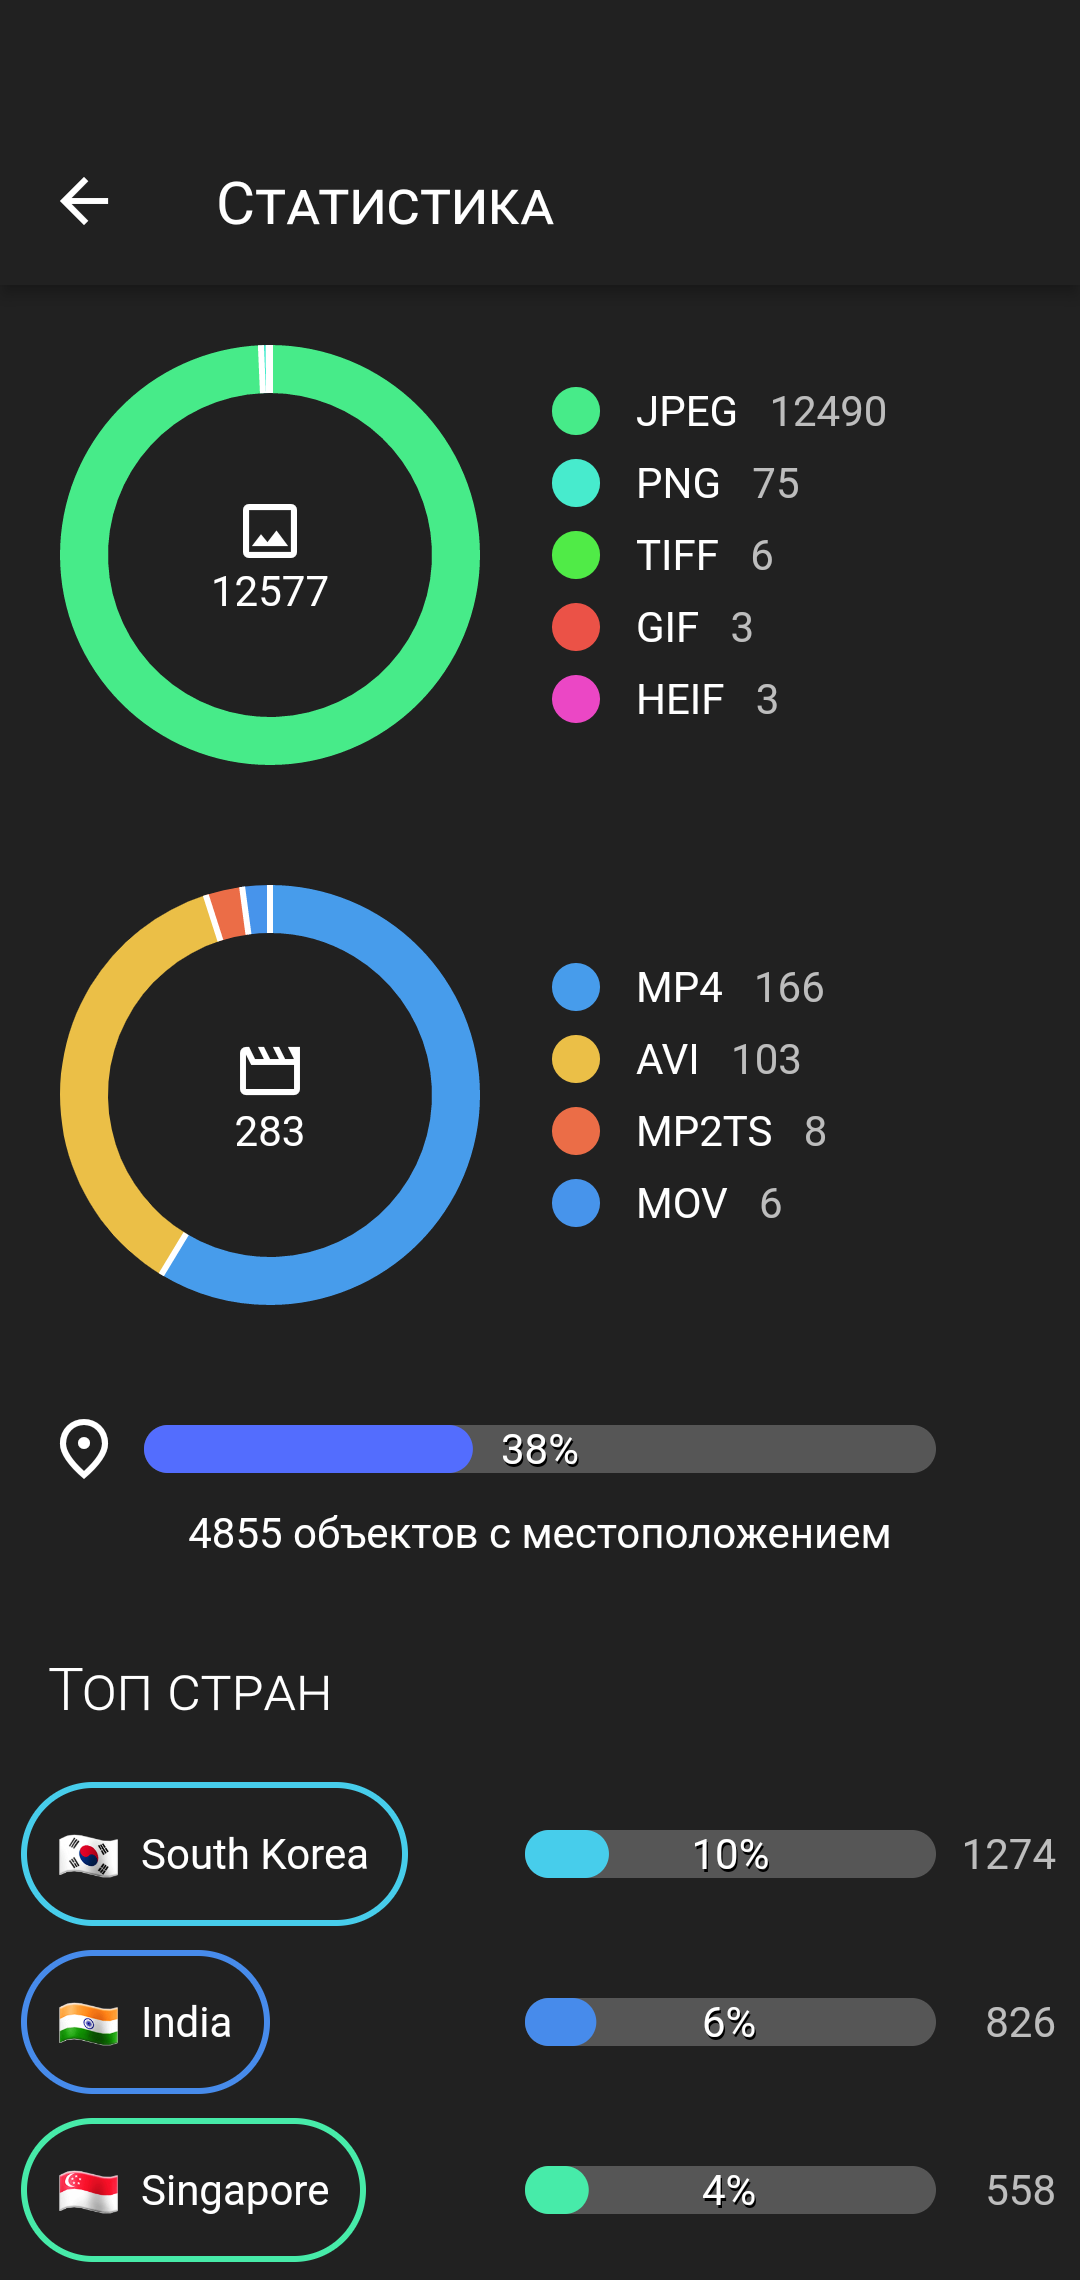 Статистика
JPEG 12490
PNG 75
TIFF 6
GIF 3
HEIF 3
12577
MP4 166
AVI 103
MP2TS 8
MOV 6
283
38%
4855 объектов с местоположением
Топ стран
South Korea 10% 1274
India 6% 826
Singapore 4% 558